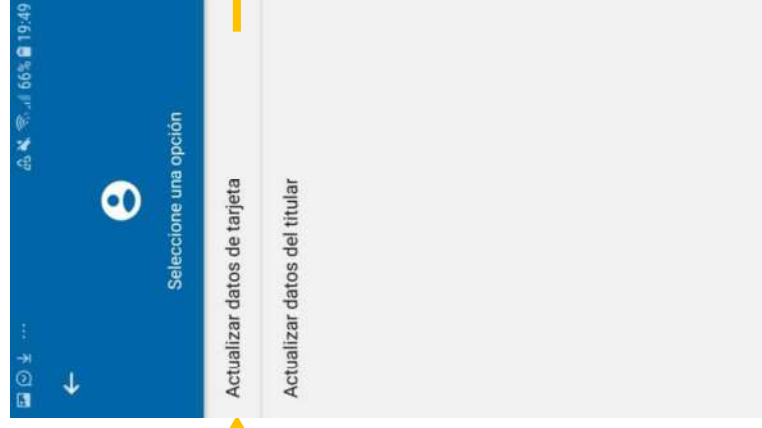 66% 19:49
Seleccione una opción
Actualizar datos de tarjeta
Actualizar datos del titular